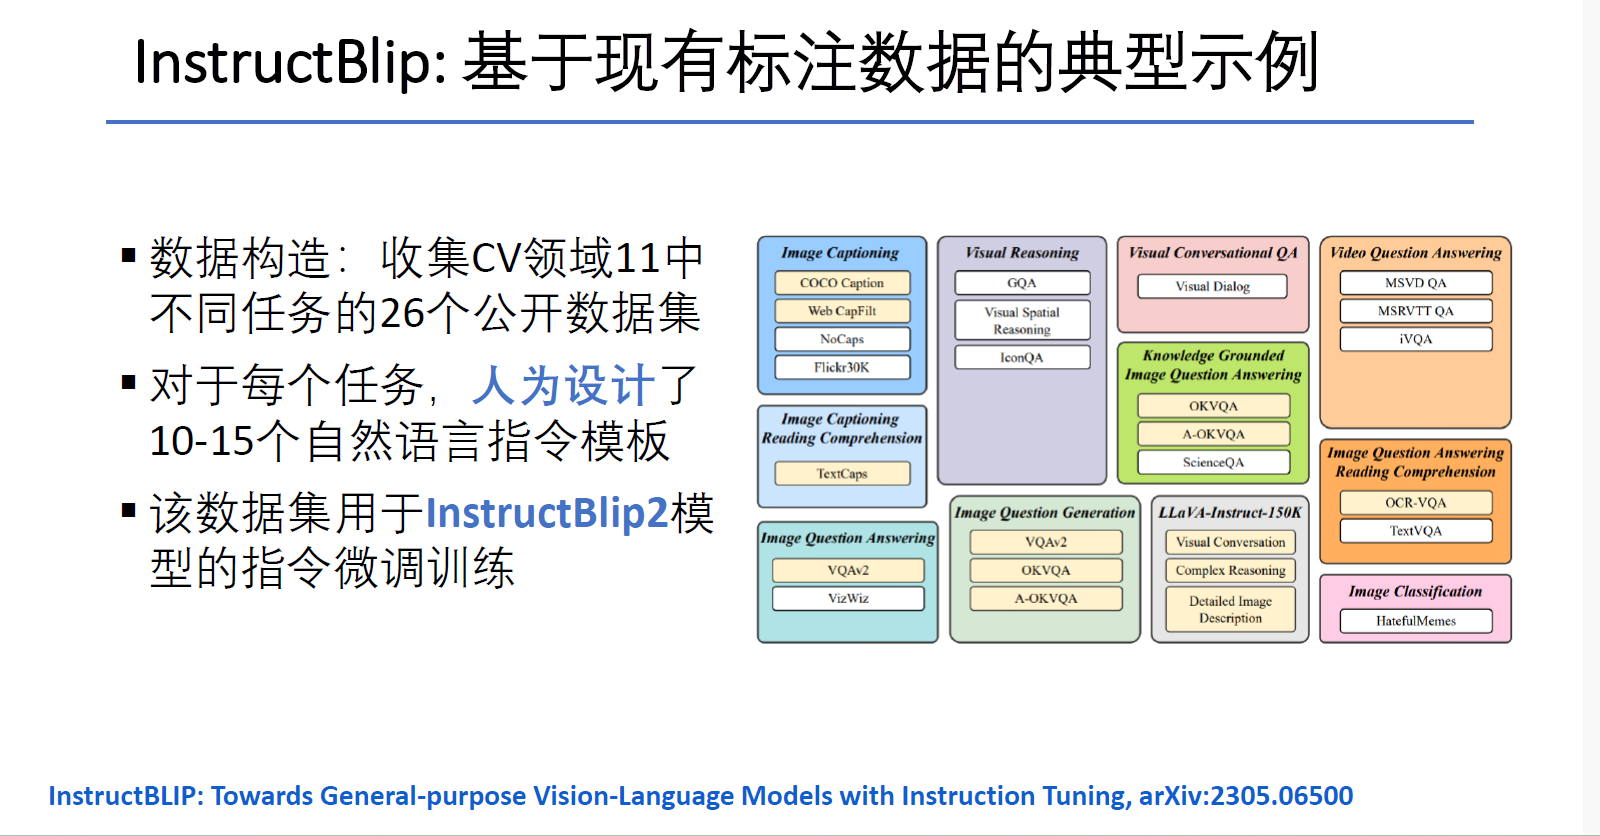 InstructBlip: 基于现有标注数据的典型示例
▪ 数据构造： 收集CV领域11中
不同任务的26个公开数据集
▪ 对于每个任务，人为设计了
10-15个自然语言指令模板
▪ 该数据集用于InstructBlip2模
型的指令微调训练
Image Captioning
COCO Caption
Web CapFilt
NoCaps
Flickr30K
Image Captioning
Reading Comprehension
TextCaps
Image Question Answering
VQAv2
VizWiz
Visual Reasoning
GQA
Visual Spatial
Reasoning
IconQA
Image Question Generation
VQAv2
OKVQA
A-OKVQA
Visual Conversational QA
Visual Dialog
Knowledge Grounded
Image Question Answering
OKVQA
A-OKVQA
ScienceQA
LLaVA-Instruct-150K
Visual Conversation
Complex Reasoning
Detailed Image
Description
Video Question Answering
MSVD QA
MSRVTT QA
iVQA
Image Question Answering
Reading Comprehension
OCR-VQA
TextVQA
Image Classification
HatefulMemes
InstructBLIP: Towards General-purpose Vision-Language Models with Instruction Tuning, arXiv:2305.06500